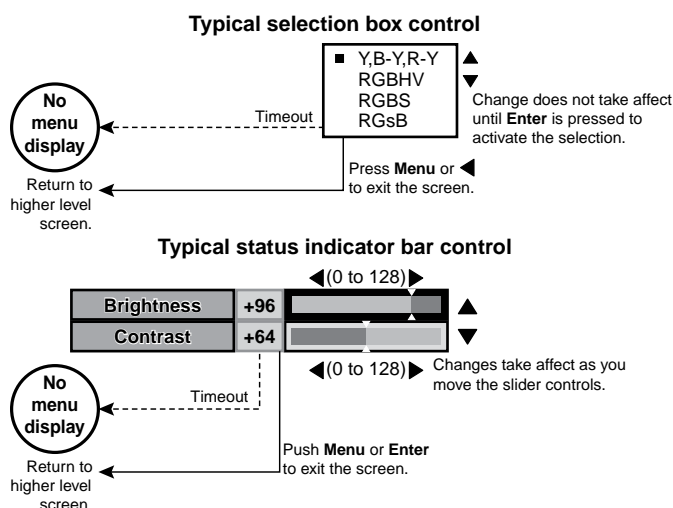 Typical selection box control
Y,B-Y,R-Y
RGBHV
RGBS
RGsB
Change does not take affect
until Enter is pressed to
activate the selection.
No
menu
display
Timeout
Press Menu or
to exit the screen.
Return to
higher level
screen.
Typical status indicator bar control
(0 to 128)
Brightness +96
Contrast +64
(0 to 128)
Changes take affect as you
move the slider controls.
No
menu
display
Timeout
Push Menu or Enter
to exit the screen.
Return to
higher level
screen.